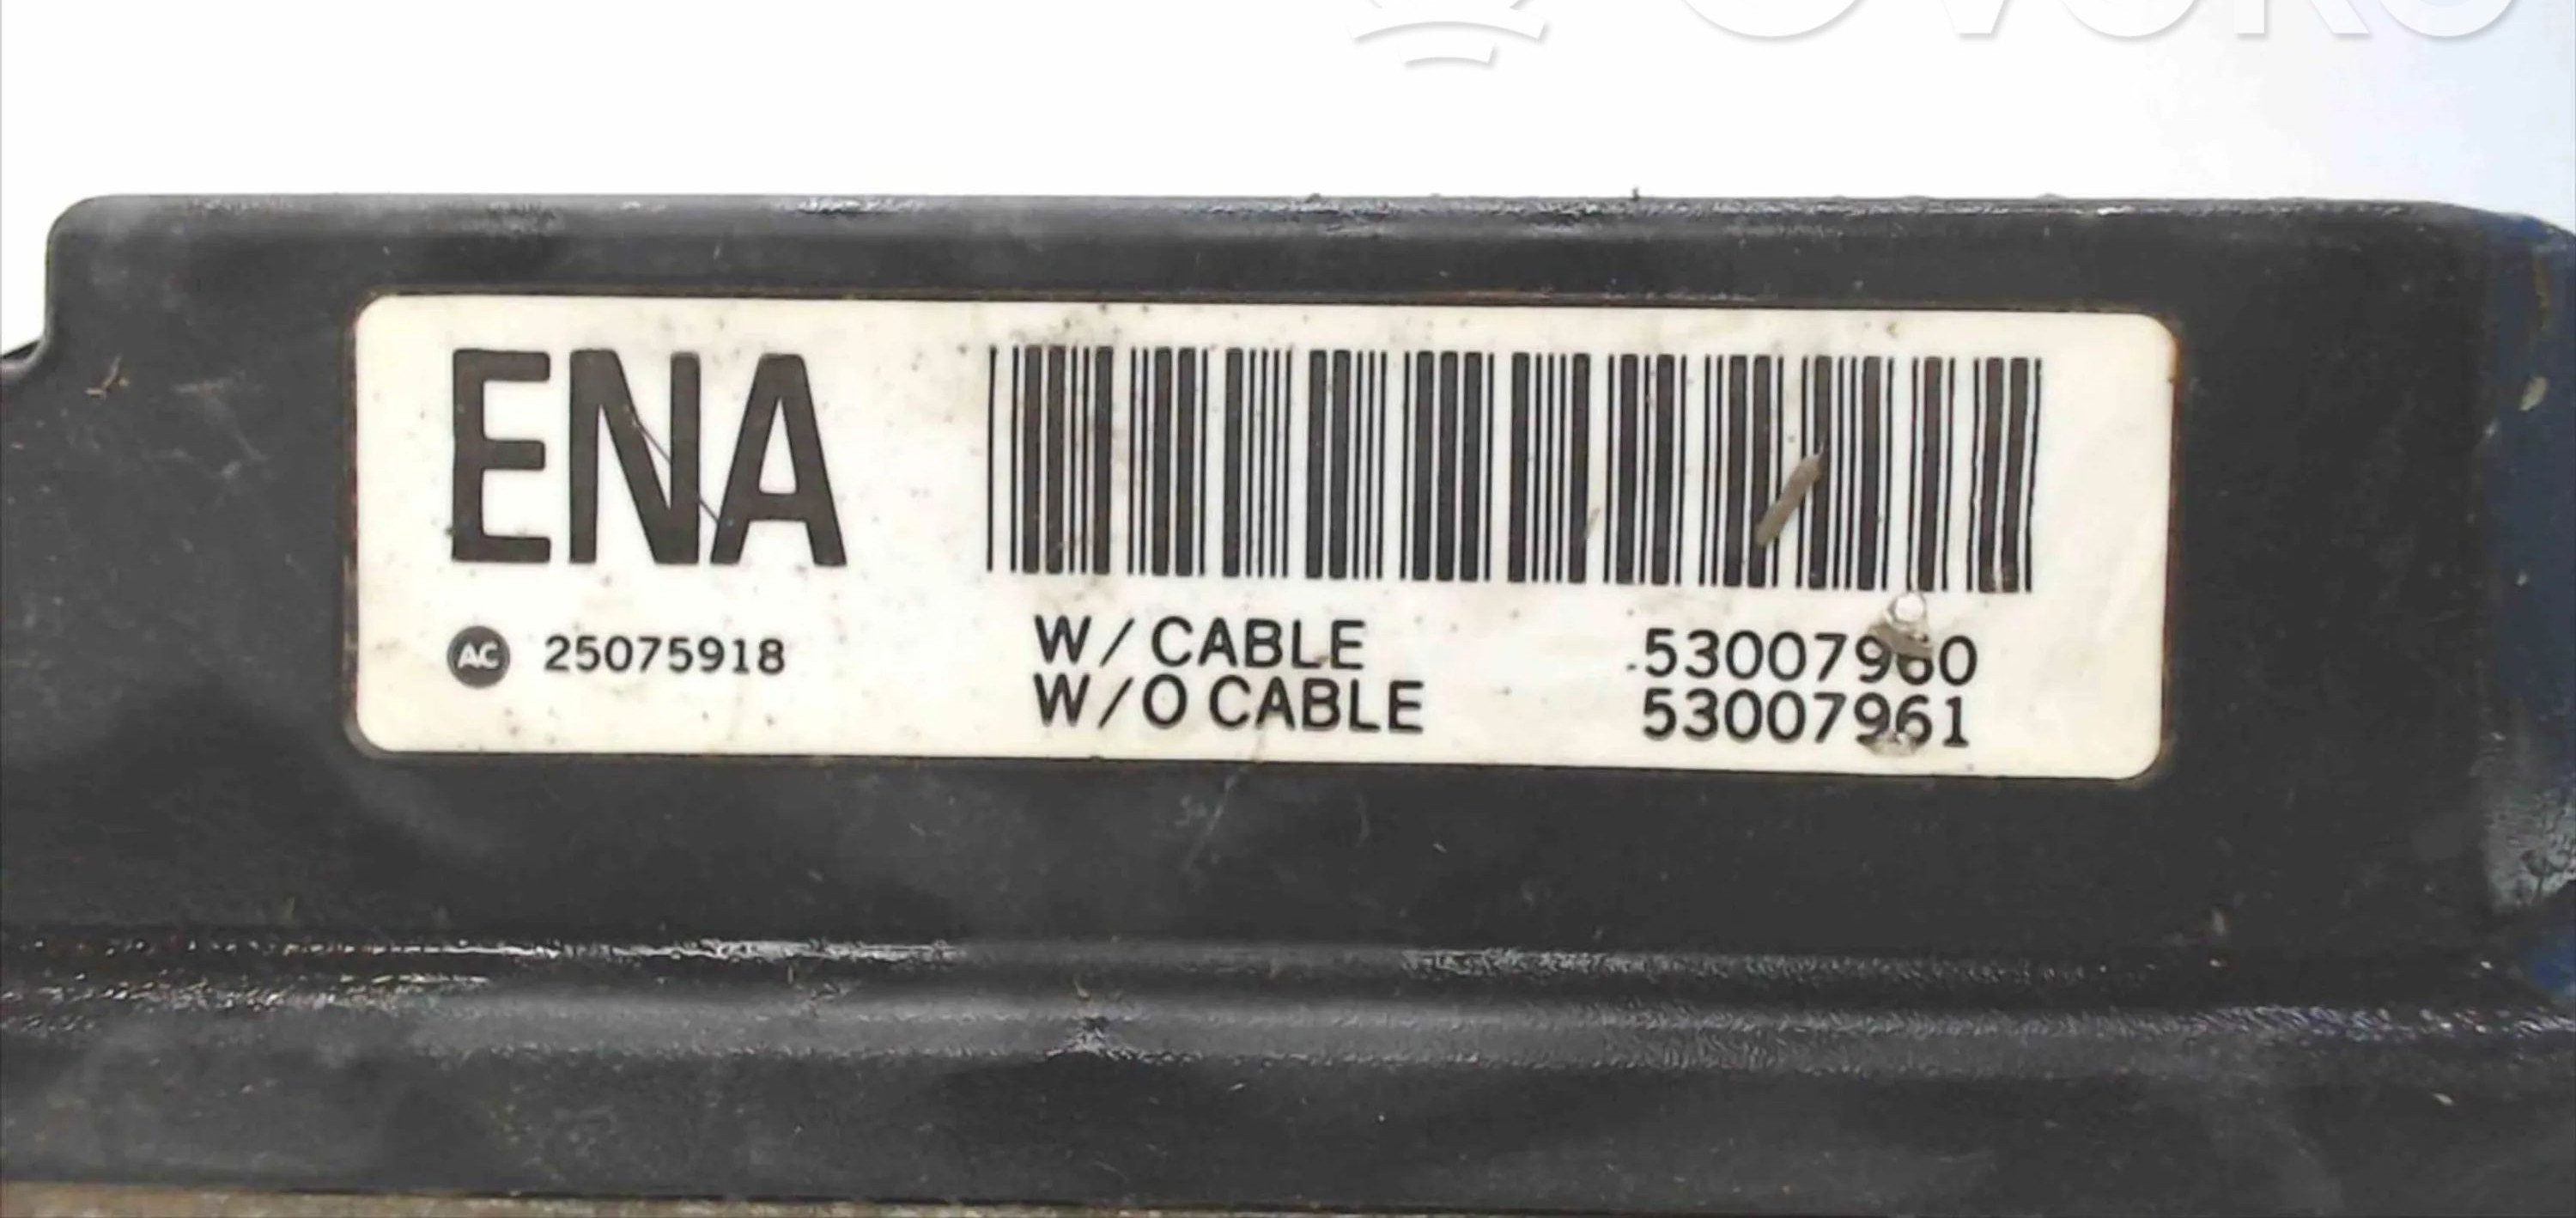 ENA
AC 25075918
W/ CABLE 53007960
W/O CABLE 53007961